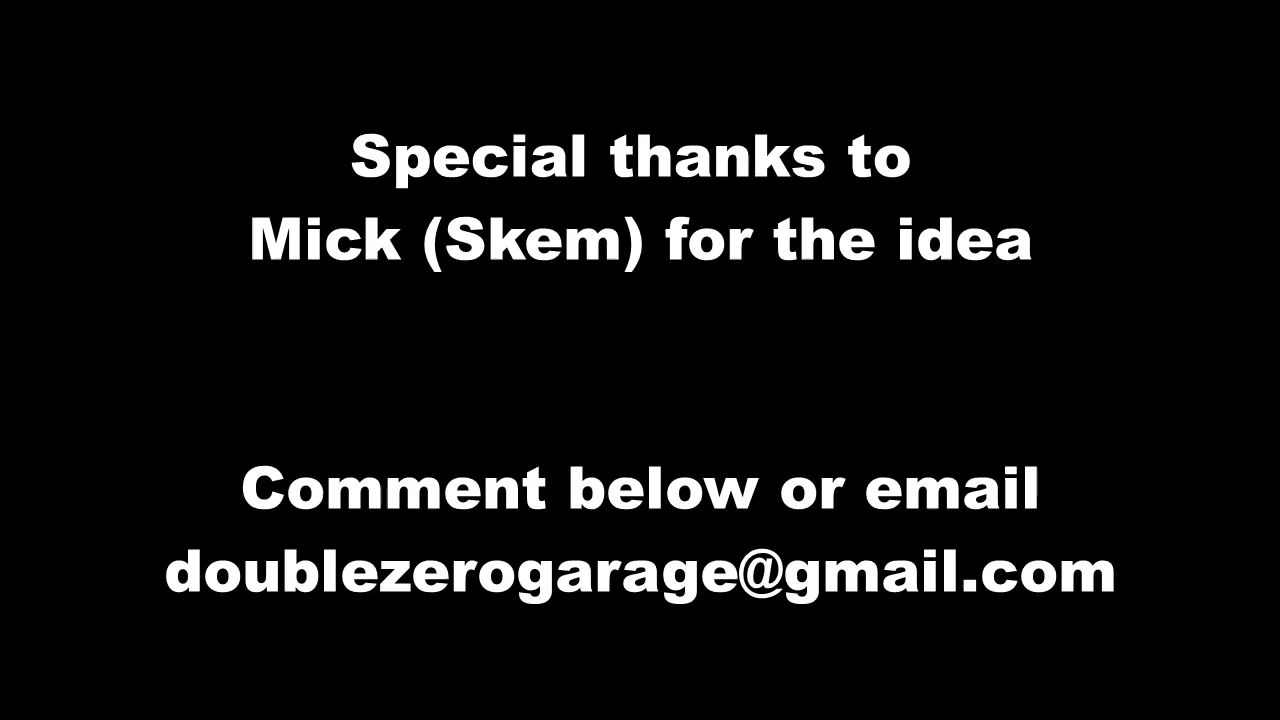 Special thanks to
Mick (Skem) for the idea
Comment below or email
doublezerogarage@gmail.com